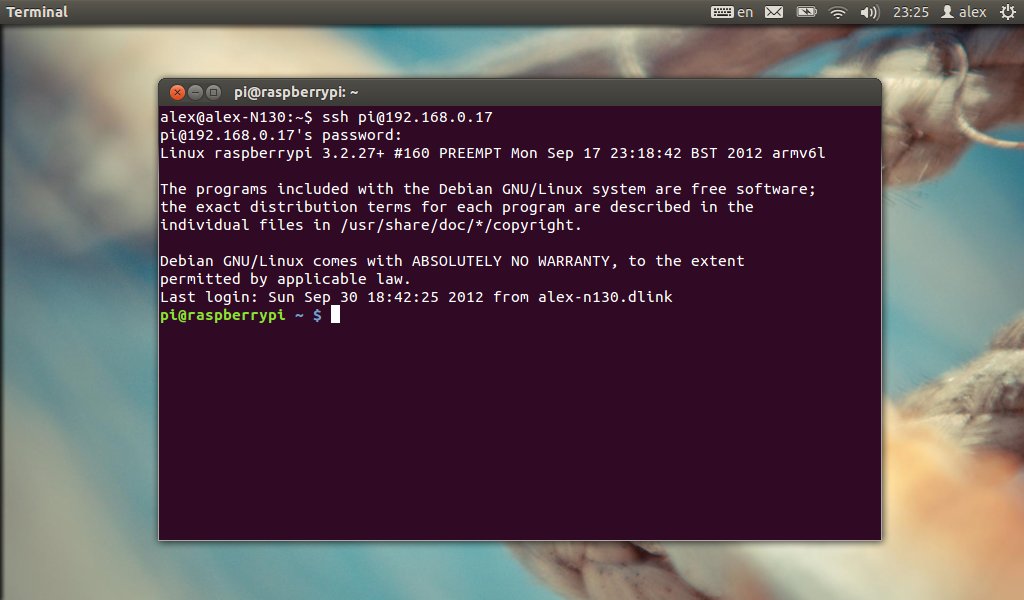 Terminal
en
23:25
alex
pi@raspberrypi: ~
alex@alex-N130:~$ ssh pi@192.168.0.17
pi@192.168.0.17's password:
Linux raspberrypi 3.2.27+ #160 PREEMPT Mon Sep 17 23:18:42 BST 2012 armv6l
The programs included with the Debian GNU/Linux system are free software;
the exact distribution terms for each program are described in the
individual files in /usr/share/doc/*/copyright.
Debian GNU/Linux comes with ABSOLUTELY NO WARRANTY, to the extent
permitted by applicable law.
Last login: Sun Sep 30 18:42:25 2012 from alex-n130.dlink
pi@raspberrypi ~ $